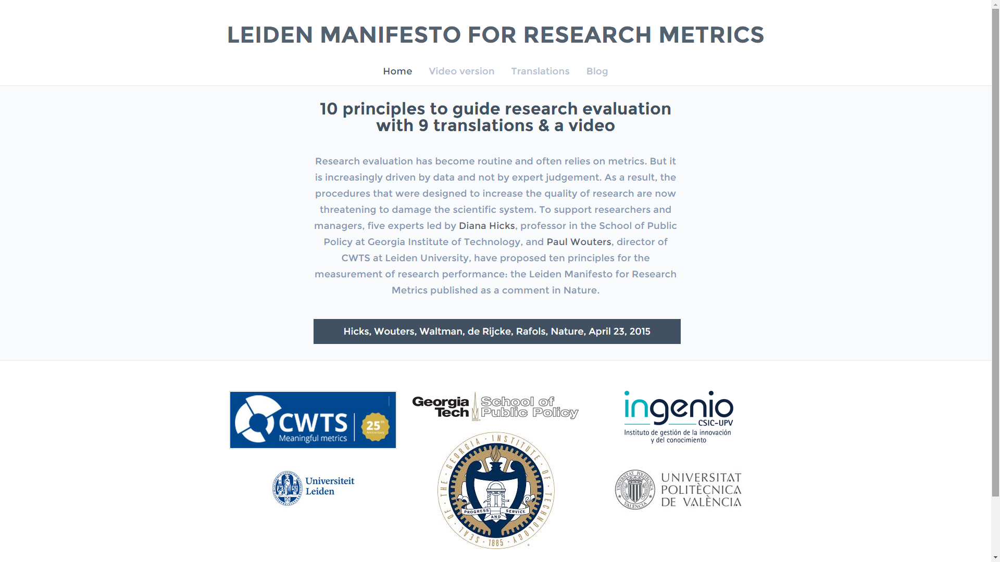 LEIDEN MANIFESTO FOR RESEARCH METRICS
Home Video version Translations Blog
10 principles to guide research evaluation
with 9 translations & a video
Research evaluation has become routine and often relies on metrics. But it
is increasingly driven by data and not by expert judgement. As a result, the
procedures that were designed to increase the quality of research are now
threatening to damage the scientific system. To support researchers and
managers, five experts led by Diana Hicks, professor in the School of Public
Policy at Georgia Institute of Technology, and Paul Wouters, director of
CWTS at Leiden University, have proposed ten principles for the
measurement of research performance: the Leiden Manifesto for Research
Metrics published as a comment in Nature.
Hicks, Wouters, Waltman, de Rijcke, Rafols, Nature, April 23, 2015
CWTS
Meaningful metrics
25th
Anniversary
Universiteit
Leiden
Georgia
Tech
School of
Public Policy
SEAL · OF · THE · GEORGIA · INSTITUTE · OF · TECHNOLOGY
PROGRESS AND SERVICE
1885
ingenio
CSIC-UPV
Instituto de gestión de la innovación
y del conocimiento
UNIVERSITAT
POLITÈCNICA
DE VALÈNCIA